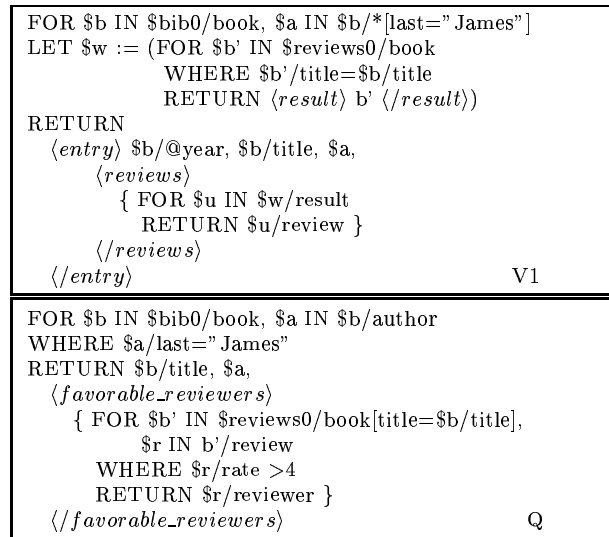 FOR $b IN $bib0/book, $a IN $b/*[last="James"]
LET $w := (FOR $b' IN $reviews0/book
WHERE $b'/title=$b/title
RETURN ⟨result⟩ b' ⟨/result⟩)
RETURN
⟨entry⟩ $b/@year, $b/title, $a,
⟨reviews⟩
{ FOR $u IN $w/result
RETURN $u/review }
⟨/reviews⟩
⟨/entry⟩ V1
FOR $b IN $bib0/book, $a IN $b/author
WHERE $a/last="James"
RETURN $b/title, $a,
⟨favorable_reviewers⟩
{ FOR $b' IN $reviews0/book[title=$b/title],
$r IN b'/review
WHERE $r/rate >4
RETURN $r/reviewer }
⟨/favorable_reviewers⟩ Q